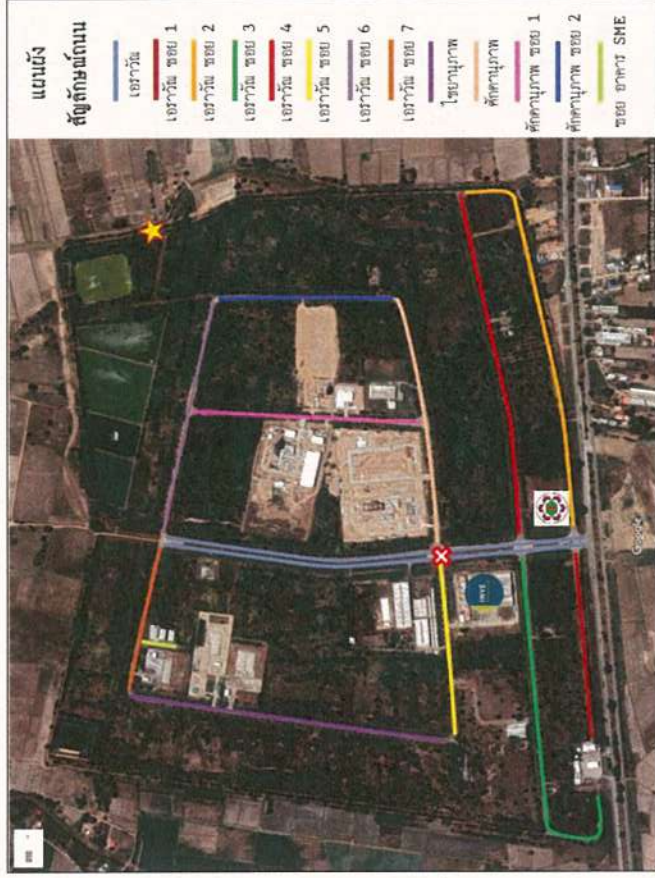 แผนผัง
สัญลักษณ์ถนน
เอราวัณ
เอราวัณ ซอย 1
เอราวัณ ซอย 2
เอราวัณ ซอย 3
เอราวัณ ซอย 4
เอราวัณ ซอย 5
เอราวัณ ซอย 6
เอราวัณ ซอย 7
ไชยานุภาพ
ศักดานุภาพ
ศักดานุภาพ ซอย 1
ศักดานุภาพ ซอย 2
ซอย อาคาร SME
Google